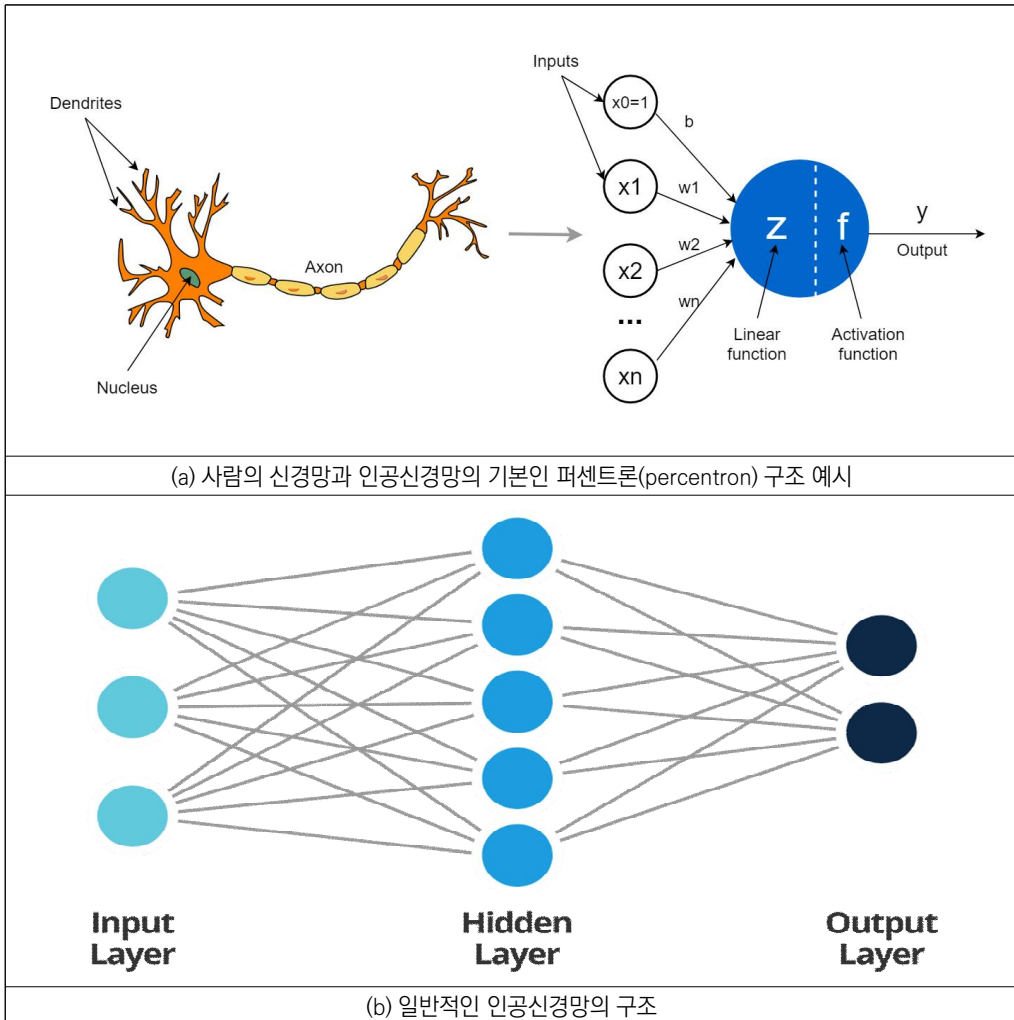 Inputs
Dendrites
x0=1
b
x1
w1
Axon
z
f
y
Output
x2
w2
...
wn
xn
Nucleus
Linear
function
Activation
function
(a) 사람의 신경망과 인공신경망의 기본인 퍼센트론(percentron) 구조 예시
Input
Layer
Hidden
Layer
Output
Layer
(b) 일반적인 인공신경망의 구조